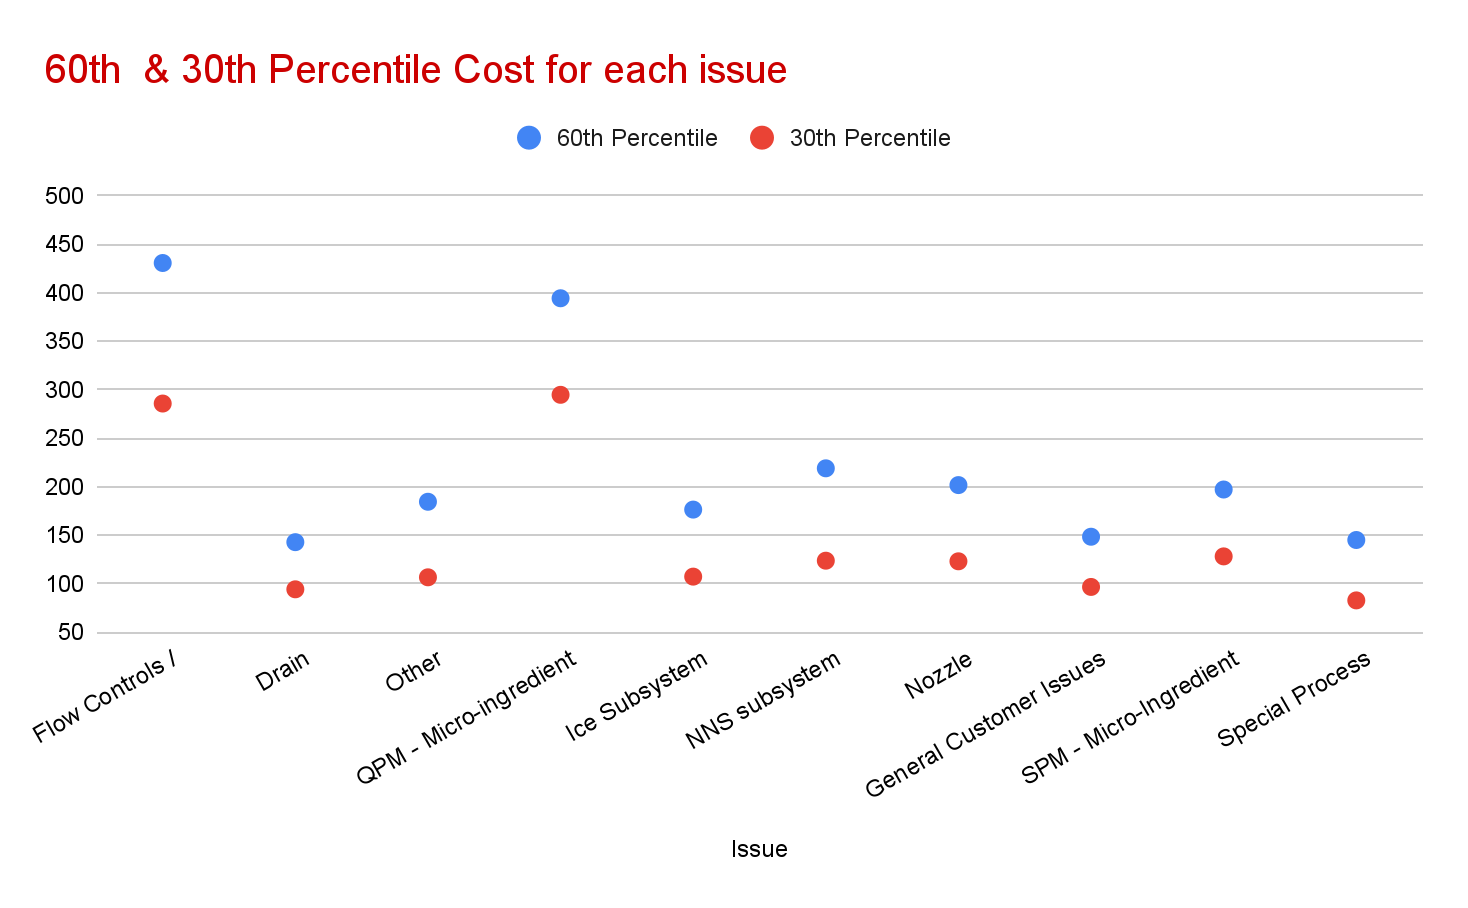 60th  & 30th Percentile Cost for each issue
60th Percentile
30th Percentile
500
450
400
350
300
250
200
150
100
50
Flow Controls /
Drain
Other
QPM - Micro-ingredient
Ice Subsystem
NNS subsystem
Nozzle
General Customer Issues
SPM - Micro-Ingredient
Special Process
Issue